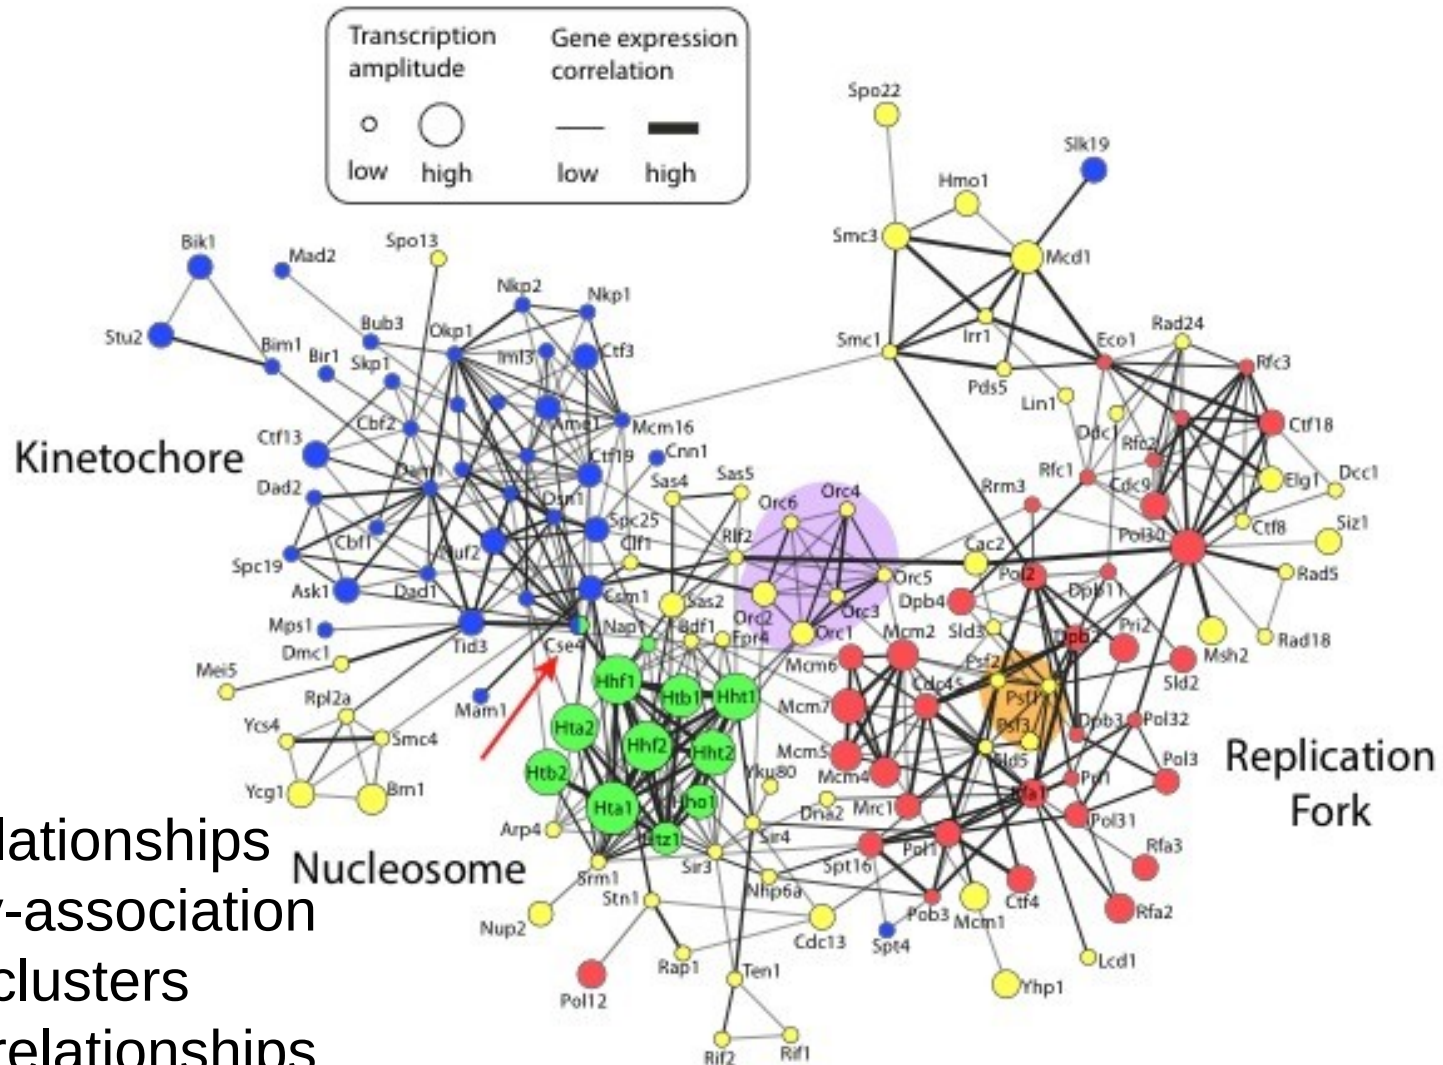 Transcription
amplitude
Gene expression
correlation
low
high
low
high
Spo22
Slk19
Hmo1
Smc3
Mcd1
Bik1
Mad2
Spo13
Nkp2
Nkp1
Stu2
Bim1
Bub3
Okp1
Bir1
Skp1
Iml3
Ctf3
Smc1
Irr1
Eco1
Rad24
Rfc3
Pds5
Lin1
Ddc1
Rfc2
Ctf18
Kinetochore
Ctf13
Cbf2
Ame1
Mcm16
Dam1
Ctf19
Cnn1
Sas4
Sas5
Orc6
Orc4
Rrm3
Rfc1
Cdc9
Elg1
Dcc1
Dad2
Dsn1
Spc25
Cbf1
Nuf2
Clf1
Rlf2
Cac2
Pol30
Ctf8
Siz1
Spc19
Ask1
Dad1
Csm1
Sas2
Orc2
Orc3
Orc5
Orc1
Dpb4
Pol2
Dpb11
Rad5
Mps1
Dmc1
Tid3
Cse4
Nap1
Bdf1
Fpr4
Mcm2
Sld3
Dpb2
Pri2
Msh2
Rad18
Mei5
Rpl2a
Mam1
Hhf1
Htb1
Hht1
Mcm6
Cdc45
Psf2
Psf1
Sld2
Ycs4
Smc4
Hta2
Hhf2
Hht2
Mcm7
Psf3
Dpb3
Pol32
Ycg1
Brn1
Htb2
Hta1
Hho1
Yku80
Mcm5
Mcm4
Sld5
Pri1
Pol3
Replication
Fork
Arp4
Htz1
Sir4
Dna2
Mrc1
Rfa1
Pol31
lationships
Nucleosome
Srm1
Sir3
Nhp6a
Spt16
Pol1
Rfa3
y-association
Nup2
Stn1
Cdc13
Pob3
Spt4
Mcm1
Ctf4
Rfa2
clusters
Pol12
Rap1
Ten1
Yhp1
Lcd1
relationships
Rif2
Rif1